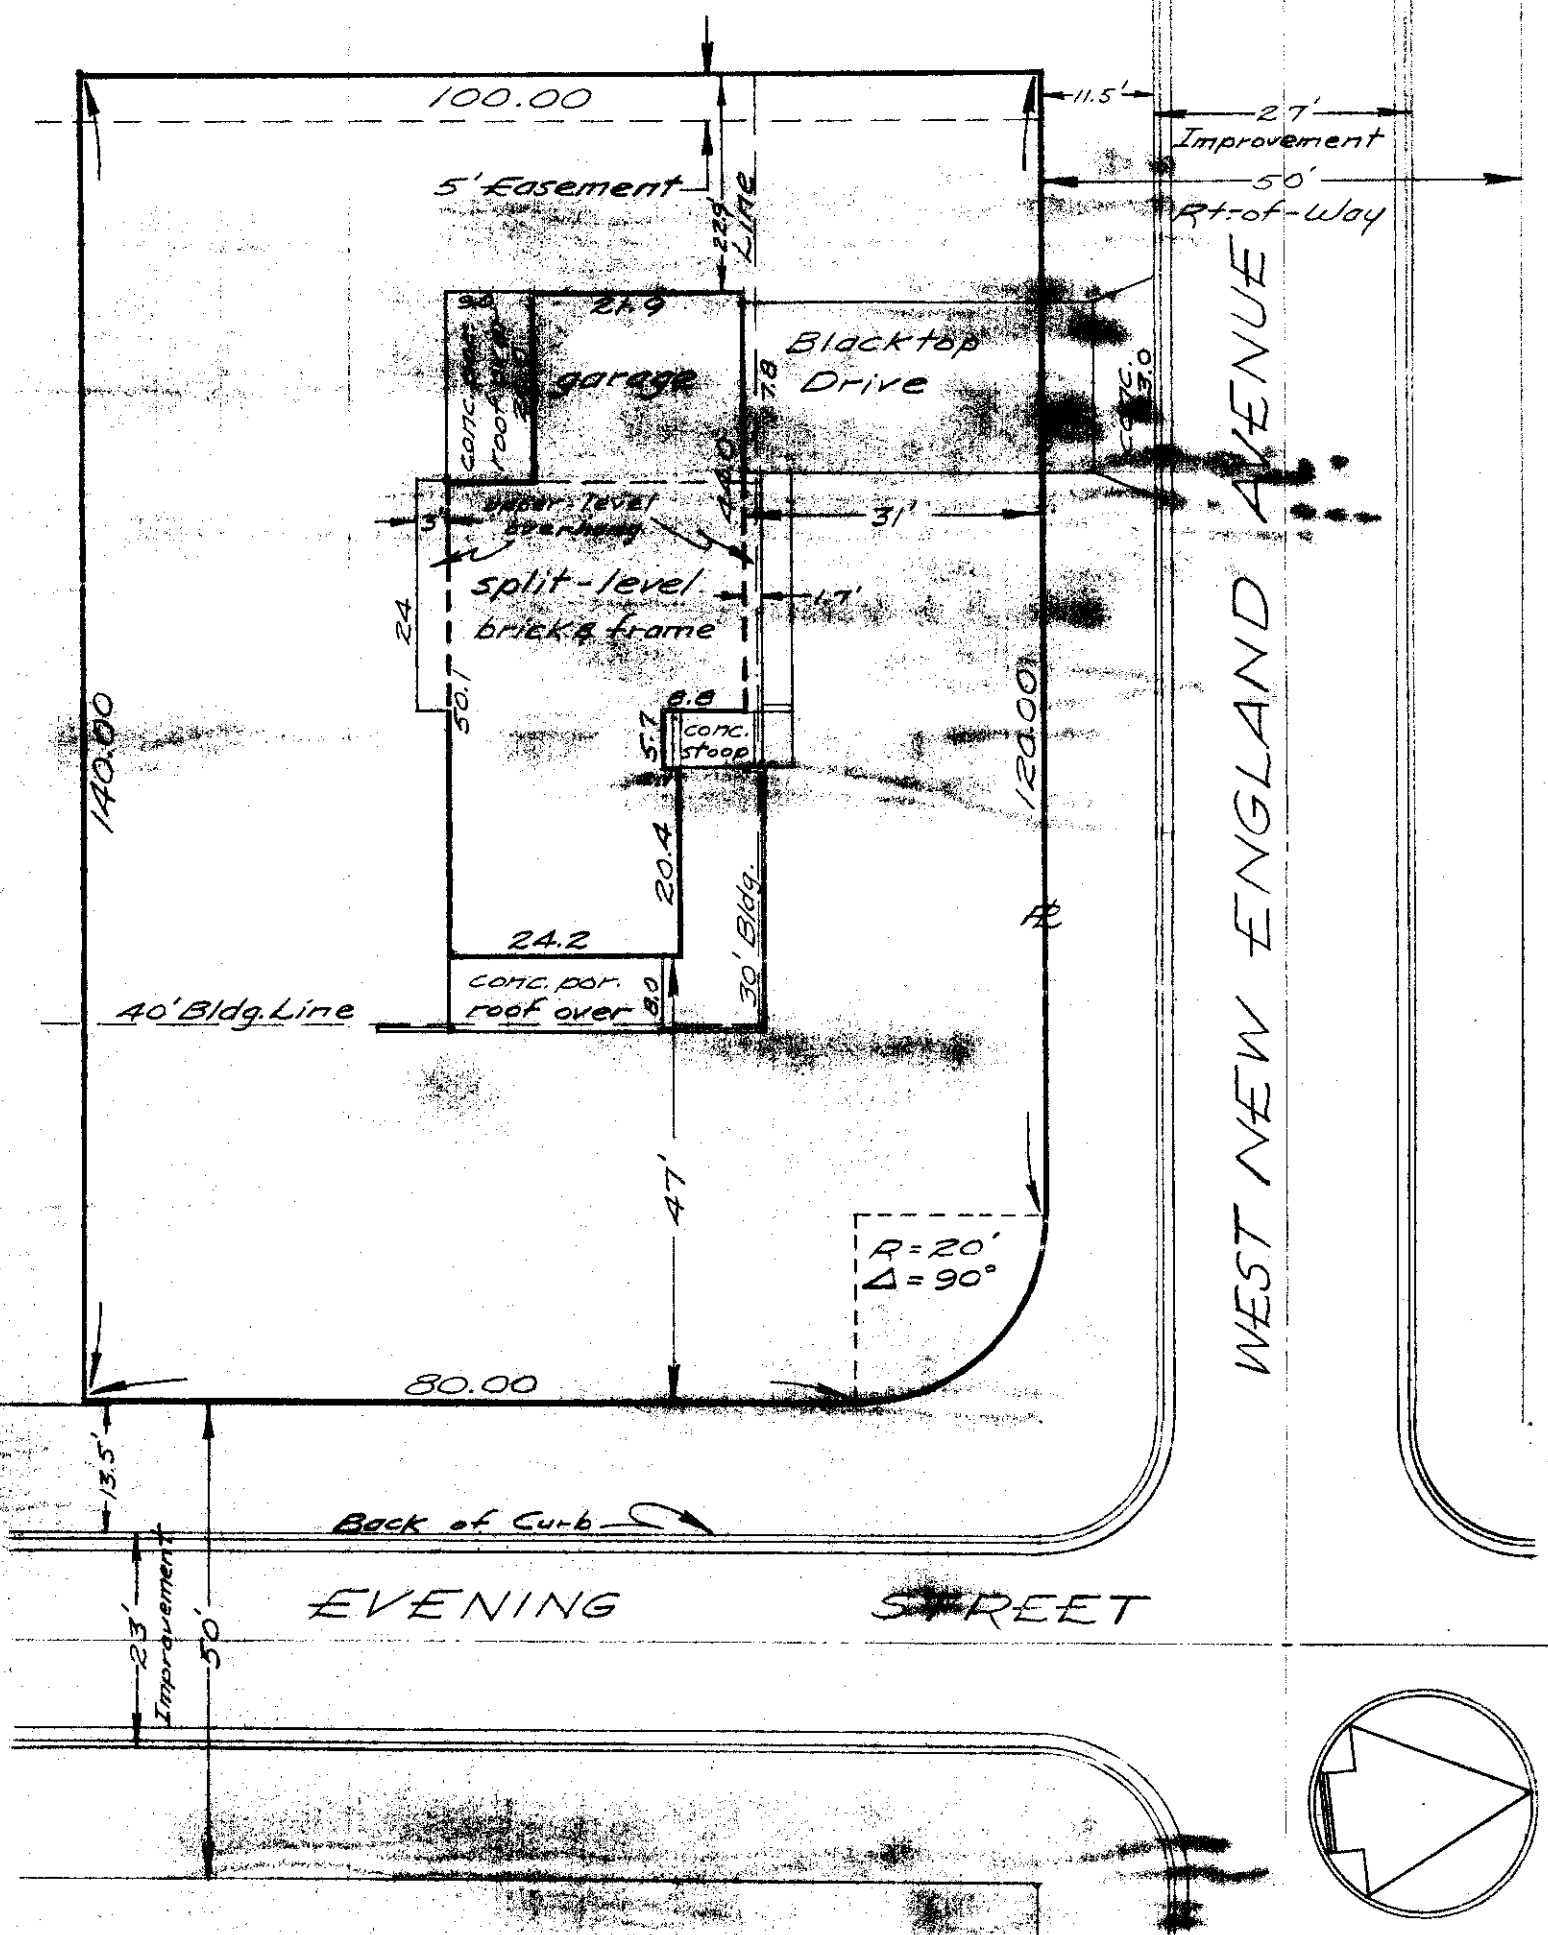 100.00
11.5'
27'
Improvement
50'
Rt-of-Way
5' Easement
LINE
21.9
garage
conc.
roof
Blacktop
Drive
7.8
conc.
13.0
44.0
upper-level
overhang
3'
31'
split-level
brick & frame
1.7'
24
50.1
8.8
5.7
conc.
stoop
140.00
120.00
20.4
30' Bldg.
24.2
40' Bldg. Line
conc. por.
roof over
8.0
47'
R=20'
Δ=90°
80.00
WEST NEW ENGLAND AVENUE
13.5'
Back of Curb
23'
Improvement
50'
EVENING STREET